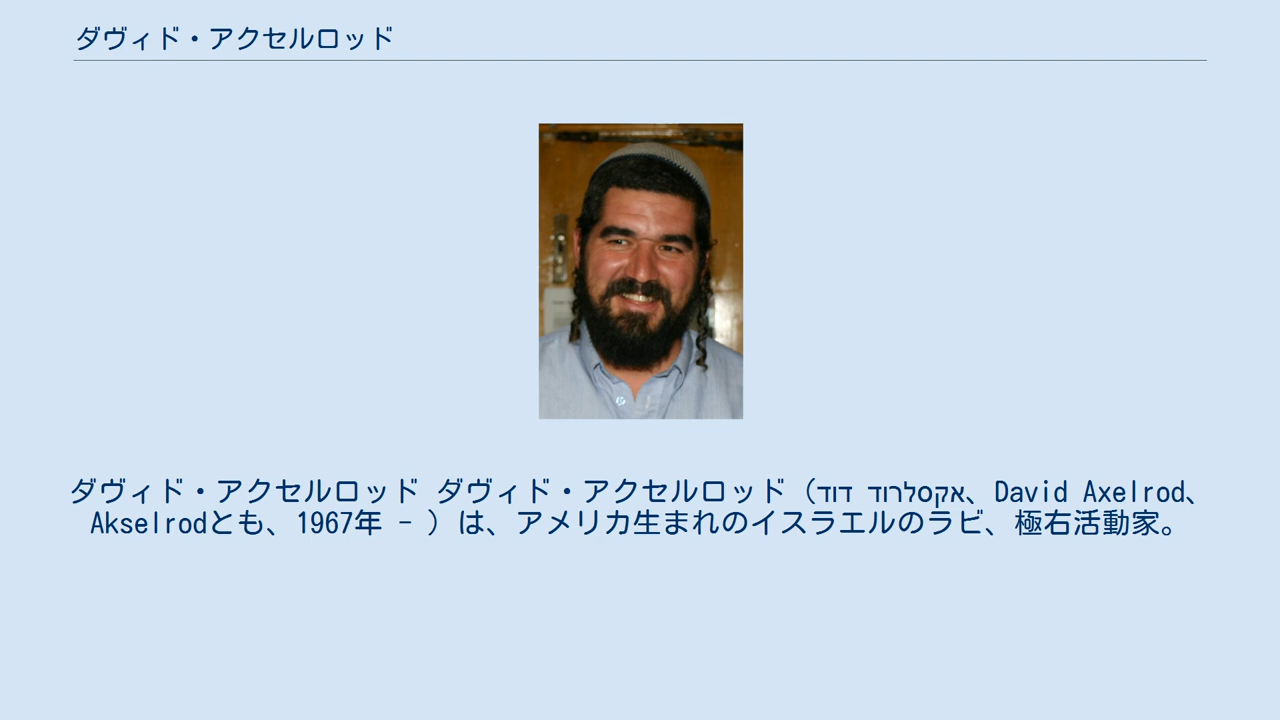 ダヴィド・アクセルロッド
ダヴィド・アクセルロッド ダヴィド・アクセルロッド（אקסלרוד דוד、David Axelrod、
Akselrodとも、1967年 - ）は、アメリカ生まれのイスラエルのラビ、極右活動家。